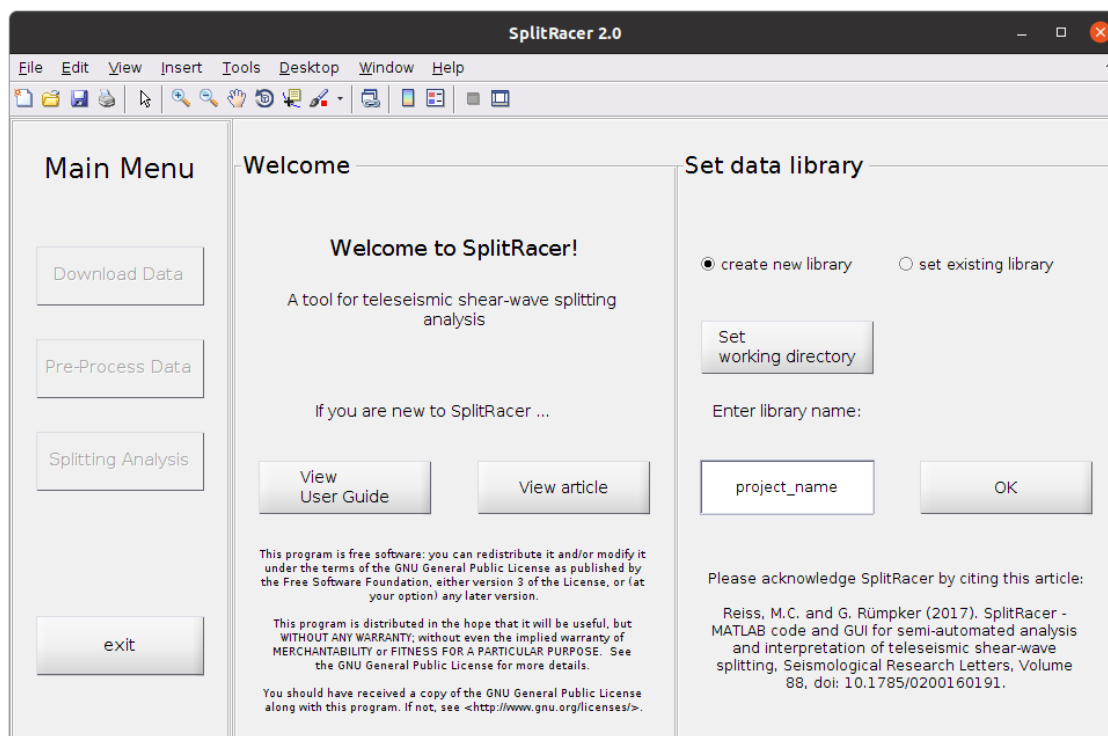 SplitRacer 2.0
File Edit View Insert Tools Desktop Window Help
Main Menu
Download Data
Pre-Process Data
Splitting Analysis
exit
Welcome
Welcome to SplitRacer!
A tool for teleseismic shear-wave splitting
analysis
If you are new to SplitRacer ...
View
User Guide
View article
This program is free software: you can redistribute it and/or modify it
under the terms of the GNU General Public License as published by
the Free Software Foundation, either version 3 of the License, or (at
your option) any later version.
This program is distributed in the hope that it will be useful, but
WITHOUT ANY WARRANTY; without even the implied warranty of
MERCHANTABILITY or FITNESS FOR A PARTICULAR PURPOSE. See
the GNU General Public License for more details.
You should have received a copy of the GNU General Public License
along with this program. If not, see <http://www.gnu.org/licenses/>.
Set data library
create new library
set existing library
Set
working directory
Enter library name:
project_name
OK
Please acknowledge SplitRacer by citing this article:
Reiss, M.C. and G. Rümpker (2017). SplitRacer -
MATLAB code and GUI for semi-automated analysis
and interpretation of teleseismic shear-wave
splitting, Seismological Research Letters, Volume
88, doi: 10.1785/0200160191.